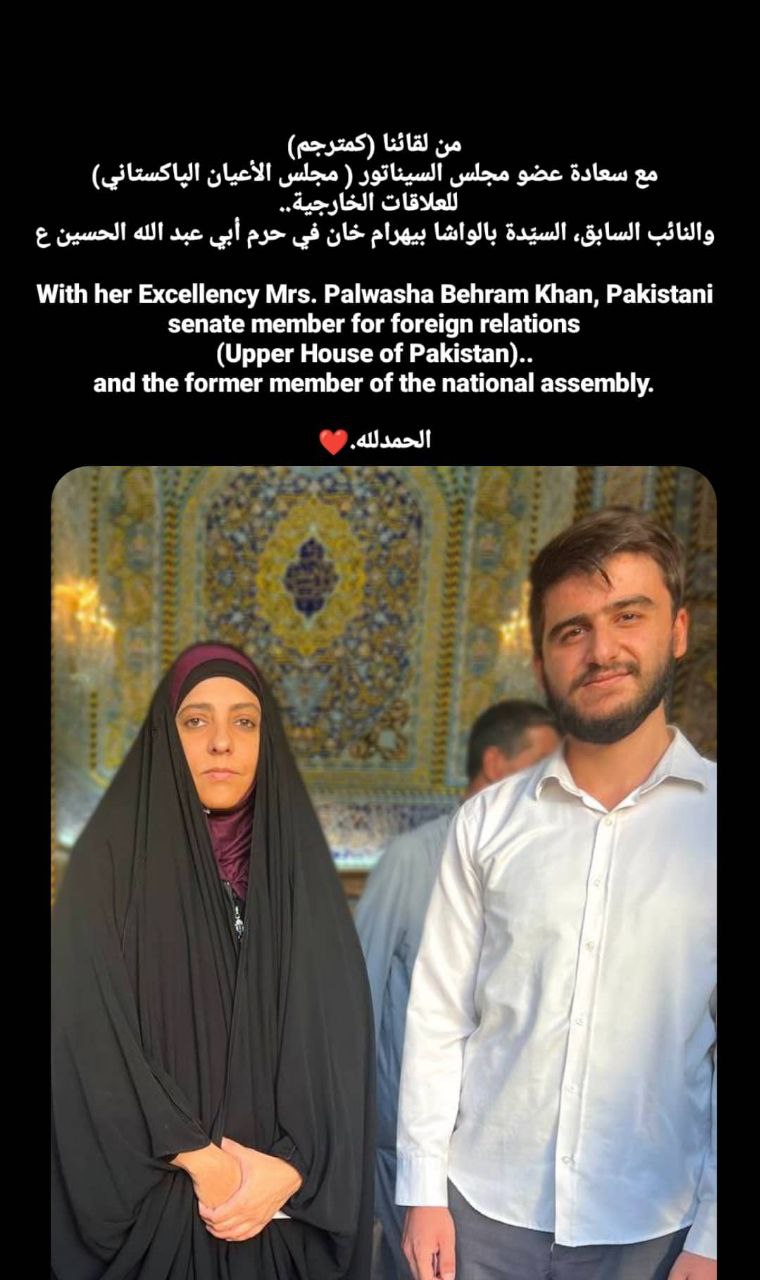 من لقائنا (كمترجم)
مع سعادة عضو مجلس السيناتور ( مجلس الأعيان الپاكستاني)
للعلاقات الخارجية..
والنائب السابق، السيّدة بالواشا بيهرام خان في حرم أبي عبد الله الحسين ع
With her Excellency Mrs. Palwasha Behram Khan, Pakistani
senate member for foreign relations
(Upper House of Pakistan)..
and the former member of the national assembly.
الحمدلله.❤️